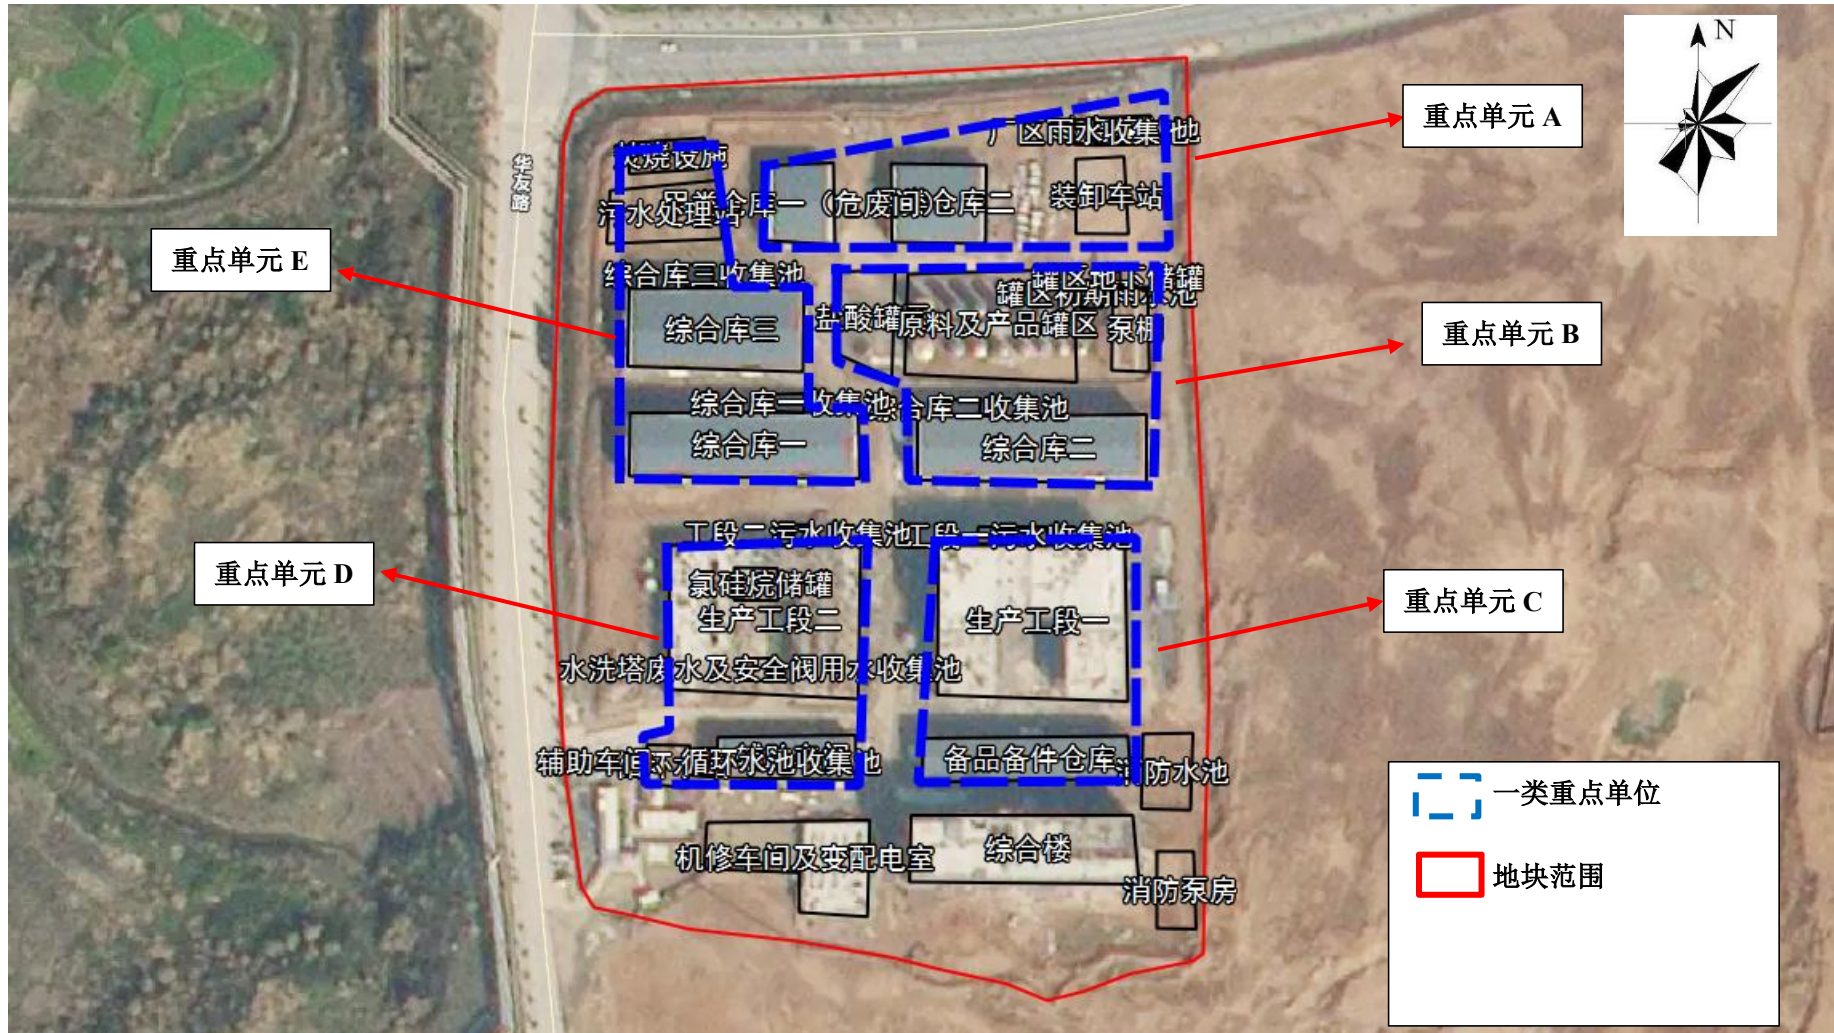 N
重点单元 A
厂区雨水收集池
焚烧设施
华友路
甲类仓库一（危废间）
仓库二
装卸车站
污水处理站
重点单元 E
综合库三收集池
罐区地下储罐
罐区初期雨水池
盐酸罐区
原料及产品罐区
泵棚
综合库三
重点单元 B
综合库一收集池
综合库二收集池
综合库一
综合库二
工段二污水收集池
工段一污水收集池
重点单元 D
氯硅烷储罐
生产工段二
生产工段一
重点单元 C
水洗塔废水及安全阀用水收集池
辅助车间
循环水池收集池
备品备件仓库
消防水池
一类重点单位
机修车间及变配电室
综合楼
地块范围
消防泵房